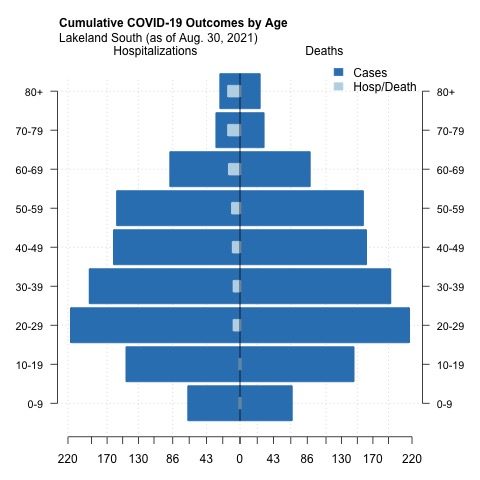 Cumulative COVID-19 Outcomes by Age
Lakeland South (as of Aug. 30, 2021)
Hospitalizations Deaths
Cases
Hosp/Death
80+ 80+
70-79 70-79
60-69 60-69
50-59 50-59
40-49 40-49
30-39 30-39
20-29 20-29
10-19 10-19
0-9 0-9
220 170 130 86 43 0 43 86 130 170 220